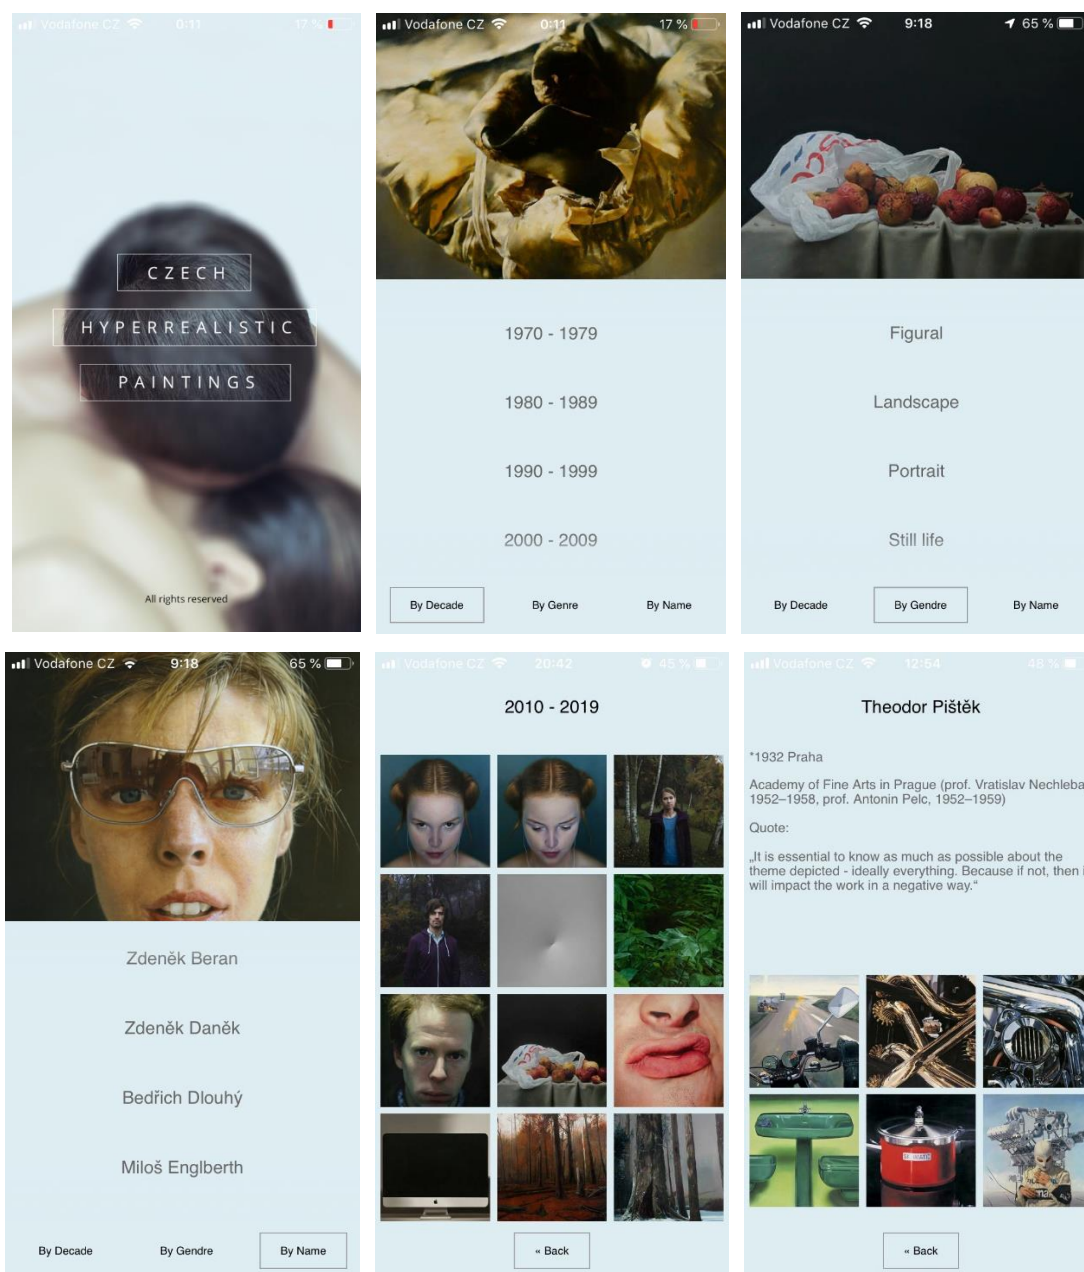 Vodafone CZ 0:11 17 %
CZECH
HYPERREALISTIC
PAINTINGS
All rights reserved
Vodafone CZ 0:11 17 %
1970 - 1979
1980 - 1989
1990 - 1999
2000 - 2009
By Decade By Genre By Name
Vodafone CZ 9:18 65 %
Figural
Landscape
Portrait
Still life
By Decade By Gendre By Name
Vodafone CZ 9:18 65 %
Zdeněk Beran
Zdeněk Daněk
Bedřich Dlouhý
Miloš Englberth
By Decade By Gendre By Name
Vodafone CZ 20:42 45 %
2010 - 2019
« Back
Vodafone CZ 12:54 48 %
Theodor Pištěk
*1932 Praha
Academy of Fine Arts in Prague (prof. Vratislav Nechleba
1952–1958, prof. Antonin Pelc, 1952–1959)
Quote:
„It is essential to know as much as possible about the
theme depicted - ideally everything. Because if not, then i
will impact the work in a negative way.“
« Back